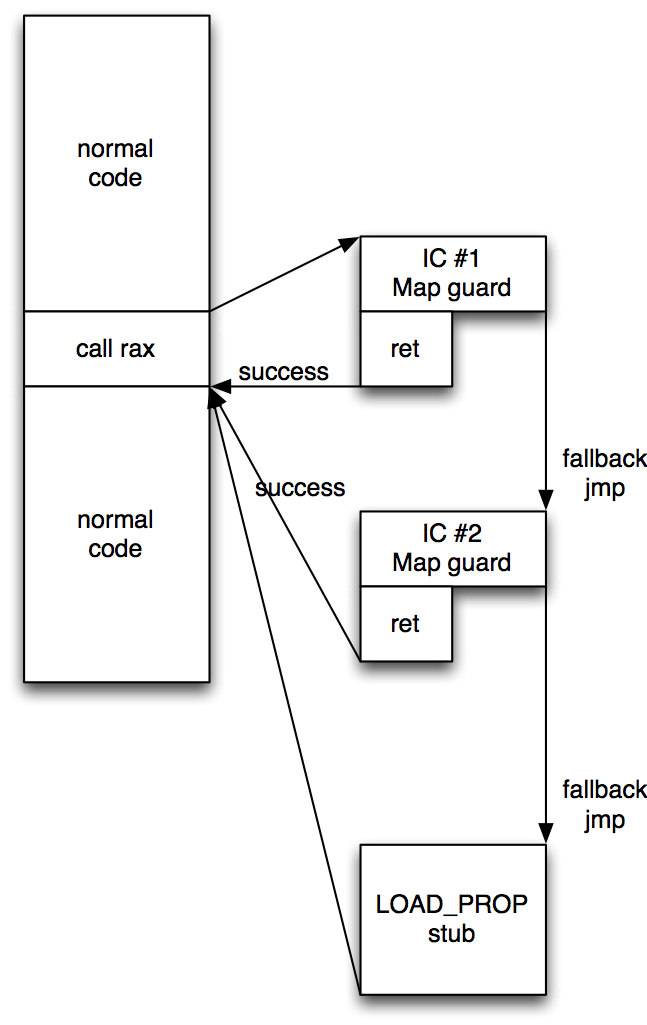 normal
code
IC #1
Map guard
call rax
ret
success
fallback
jmp
success
normal
code
IC #2
Map guard
ret
fallback
jmp
LOAD_PROP
stub